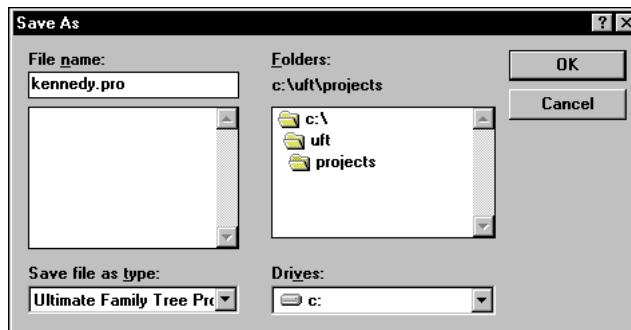 Save As
File name:
kennedy.pro
Folders:
c:\uft\projects
c:\
uft
projects
OK
Cancel
Save file as type:
Ultimate Family Tree Pro
Drives:
c: